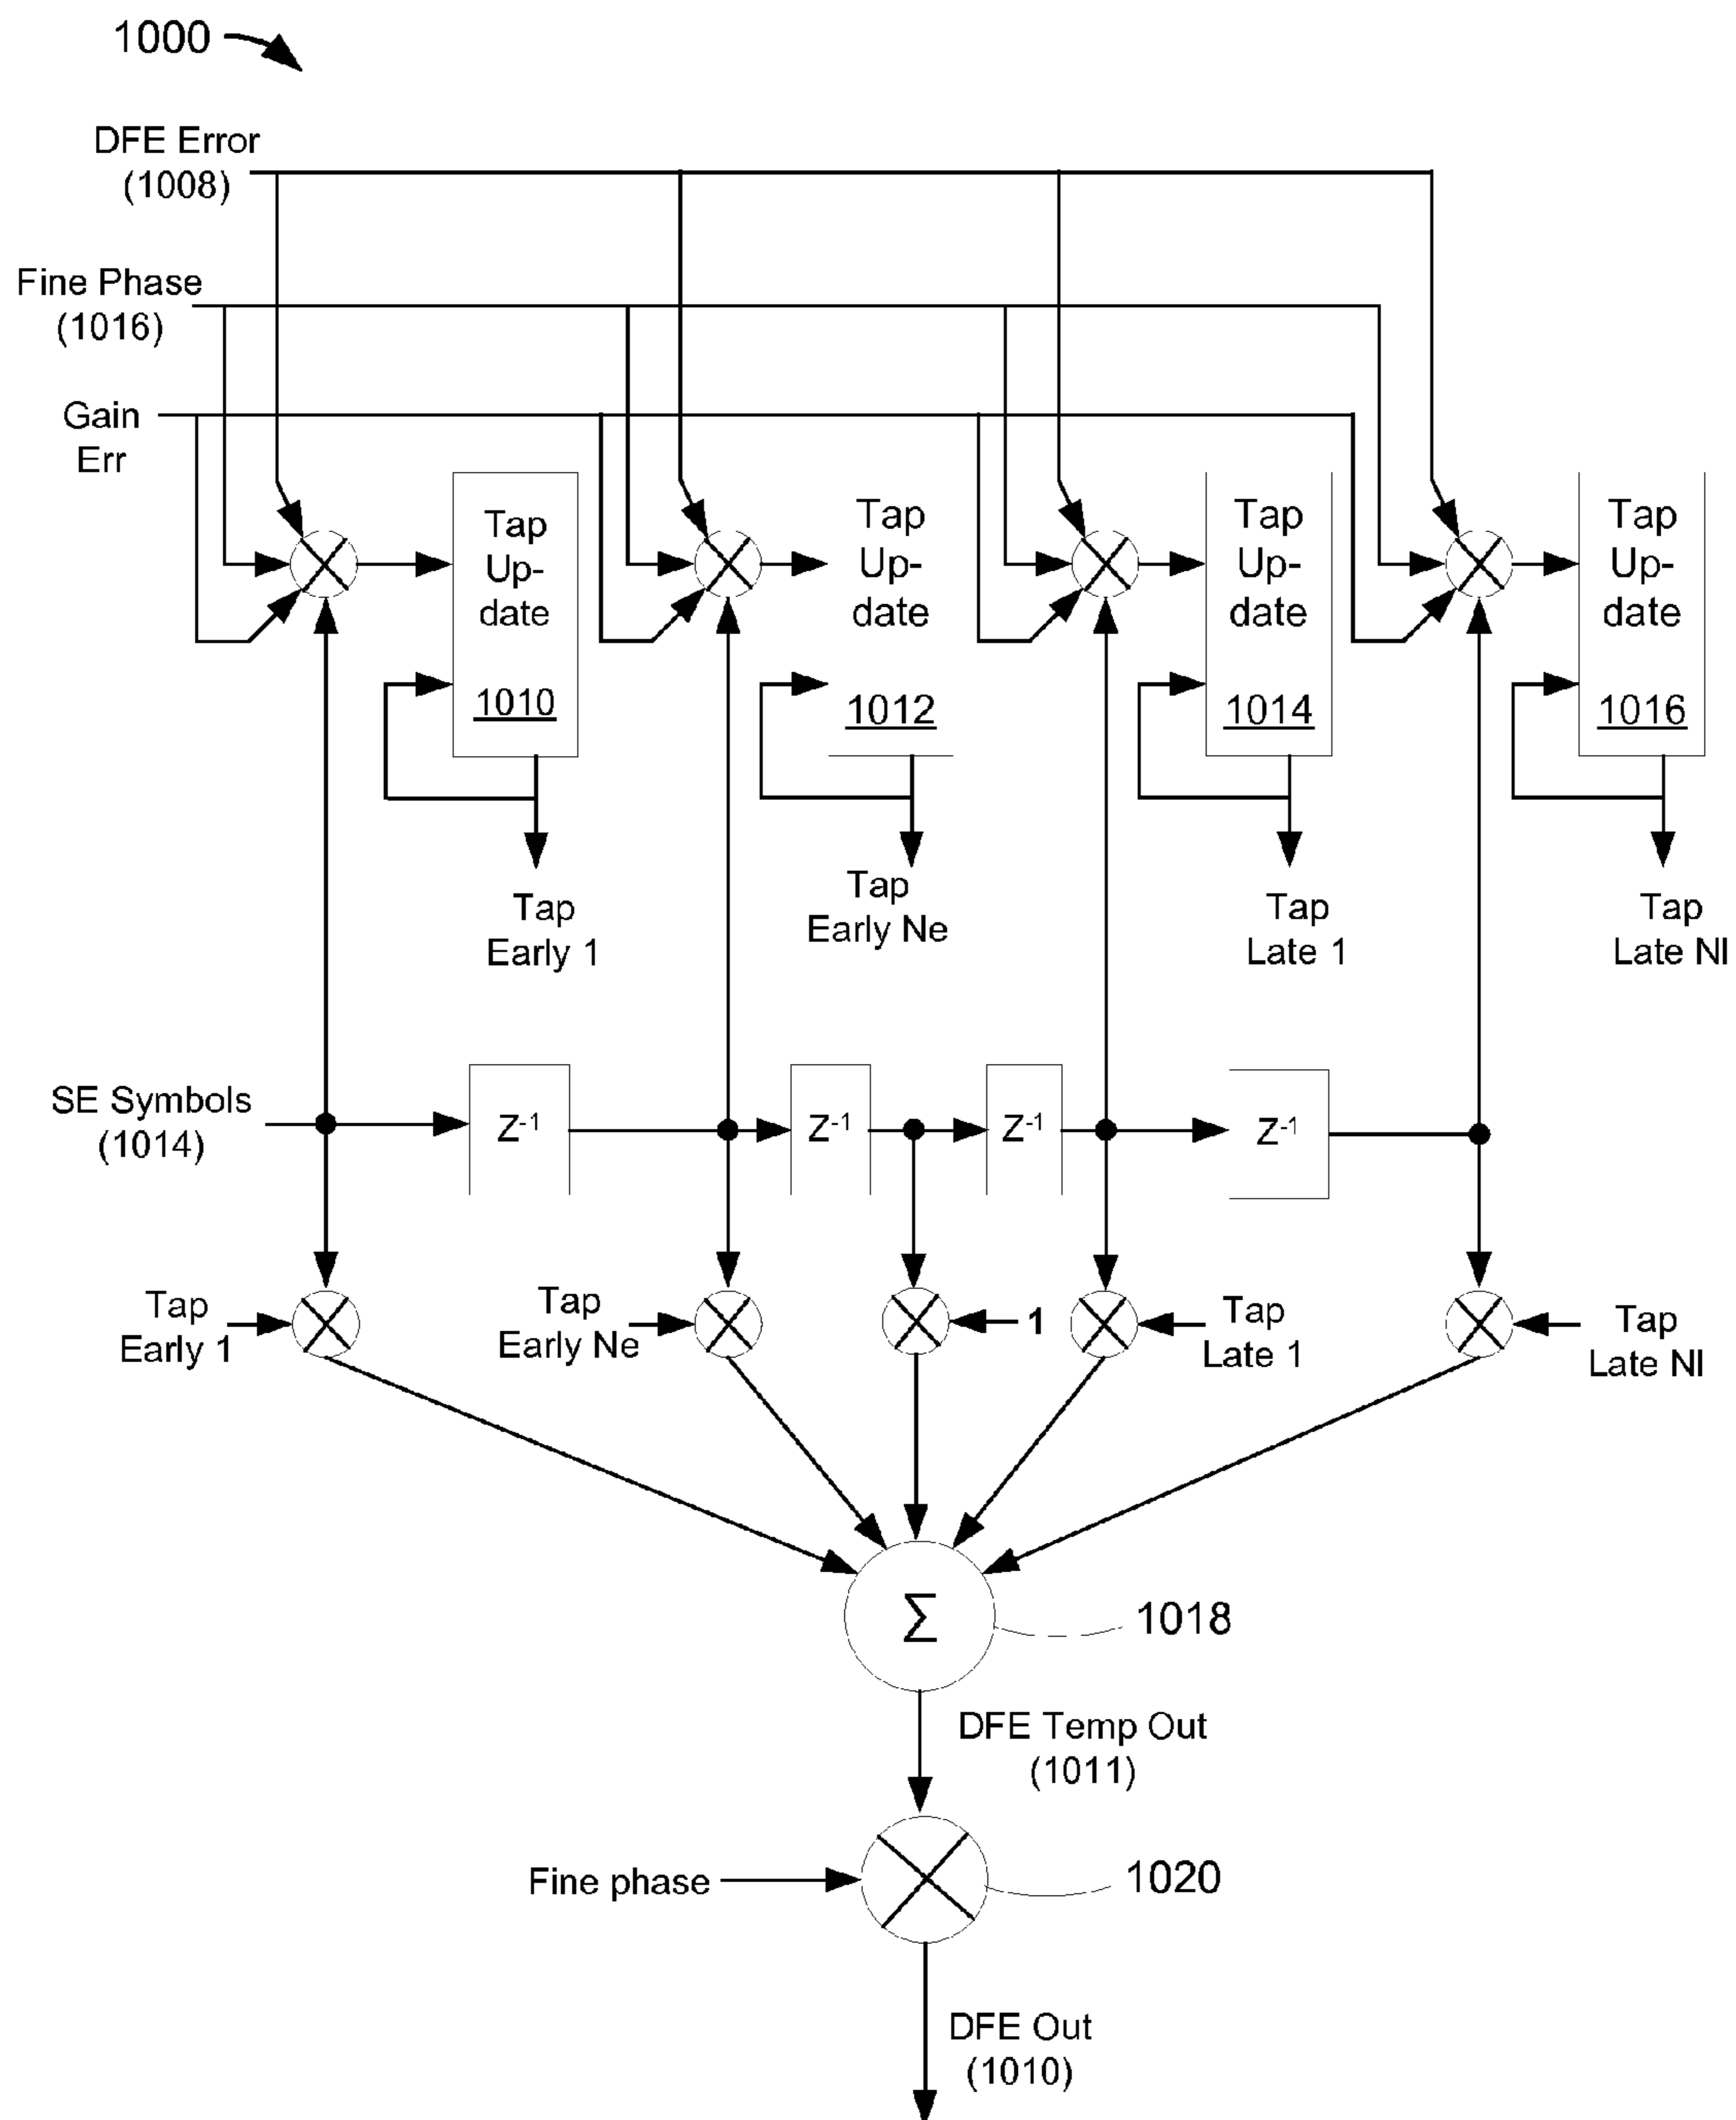 1000
DFE Error
(1008)
Fine Phase
(1016)
Gain
Err
Tap
Up-
date
1010
Tap
Up-
date
1012
Tap
Up-
date
1014
Tap
Up-
date
1016
Tap
Early 1
Tap
Early Ne
Tap
Late 1
Tap
Late Nl
SE Symbols
(1014)
Z-1
Z-1
Z-1
Z-1
Tap
Early 1
Tap
Early Ne
1
Tap
Late 1
Tap
Late Nl
Σ
1018
DFE Temp Out
(1011)
Fine phase
1020
DFE Out
(1010)